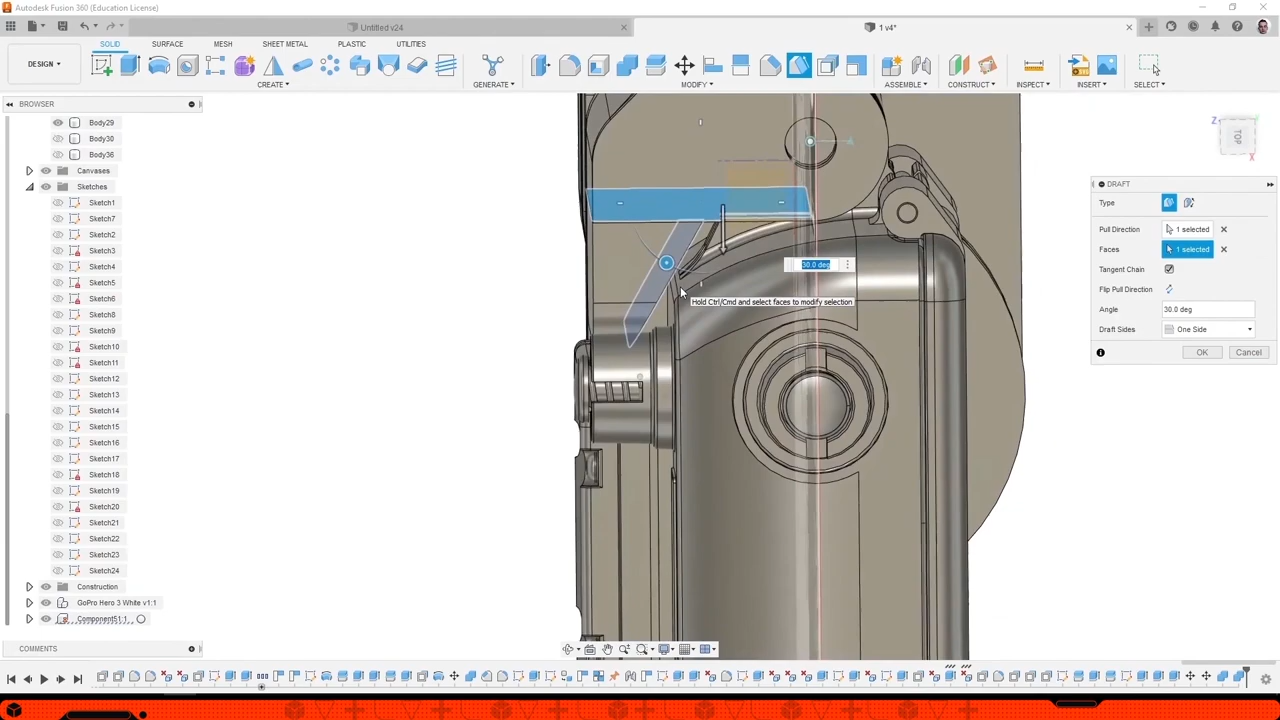 Autodesk Fusion 360 (Education License)
Untitled v24
1 v4*
SOLID SURFACE MESH SHEET METAL PLASTIC UTILITIES
DESIGN
CREATE GENERATE MODIFY ASSEMBLE CONSTRUCT INSPECT INSERT SELECT
BROWSER
Body29
Body30
Body36
Canvases
Sketches
Sketch1
Sketch7
Sketch2
Sketch3
Sketch4
Sketch5
Sketch6
Sketch8
Sketch9
Sketch10
Sketch11
Sketch12
Sketch13
Sketch14
Sketch15
Sketch16
Sketch17
Sketch18
Sketch19
Sketch20
Sketch21
Sketch22
Sketch23
Sketch24
Construction
GoPro Hero 3 White v1:1
Component51:1
COMMENTS
30.0 deg
Hold Ctrl/Cmd and select faces to modify selection
Z TOP
X
DRAFT
Type
Pull Direction 1 selected
Faces 1 selected
Tangent Chain
Flip Pull Direction
Angle 30.0 deg
Draft Sides One Side
OK Cancel